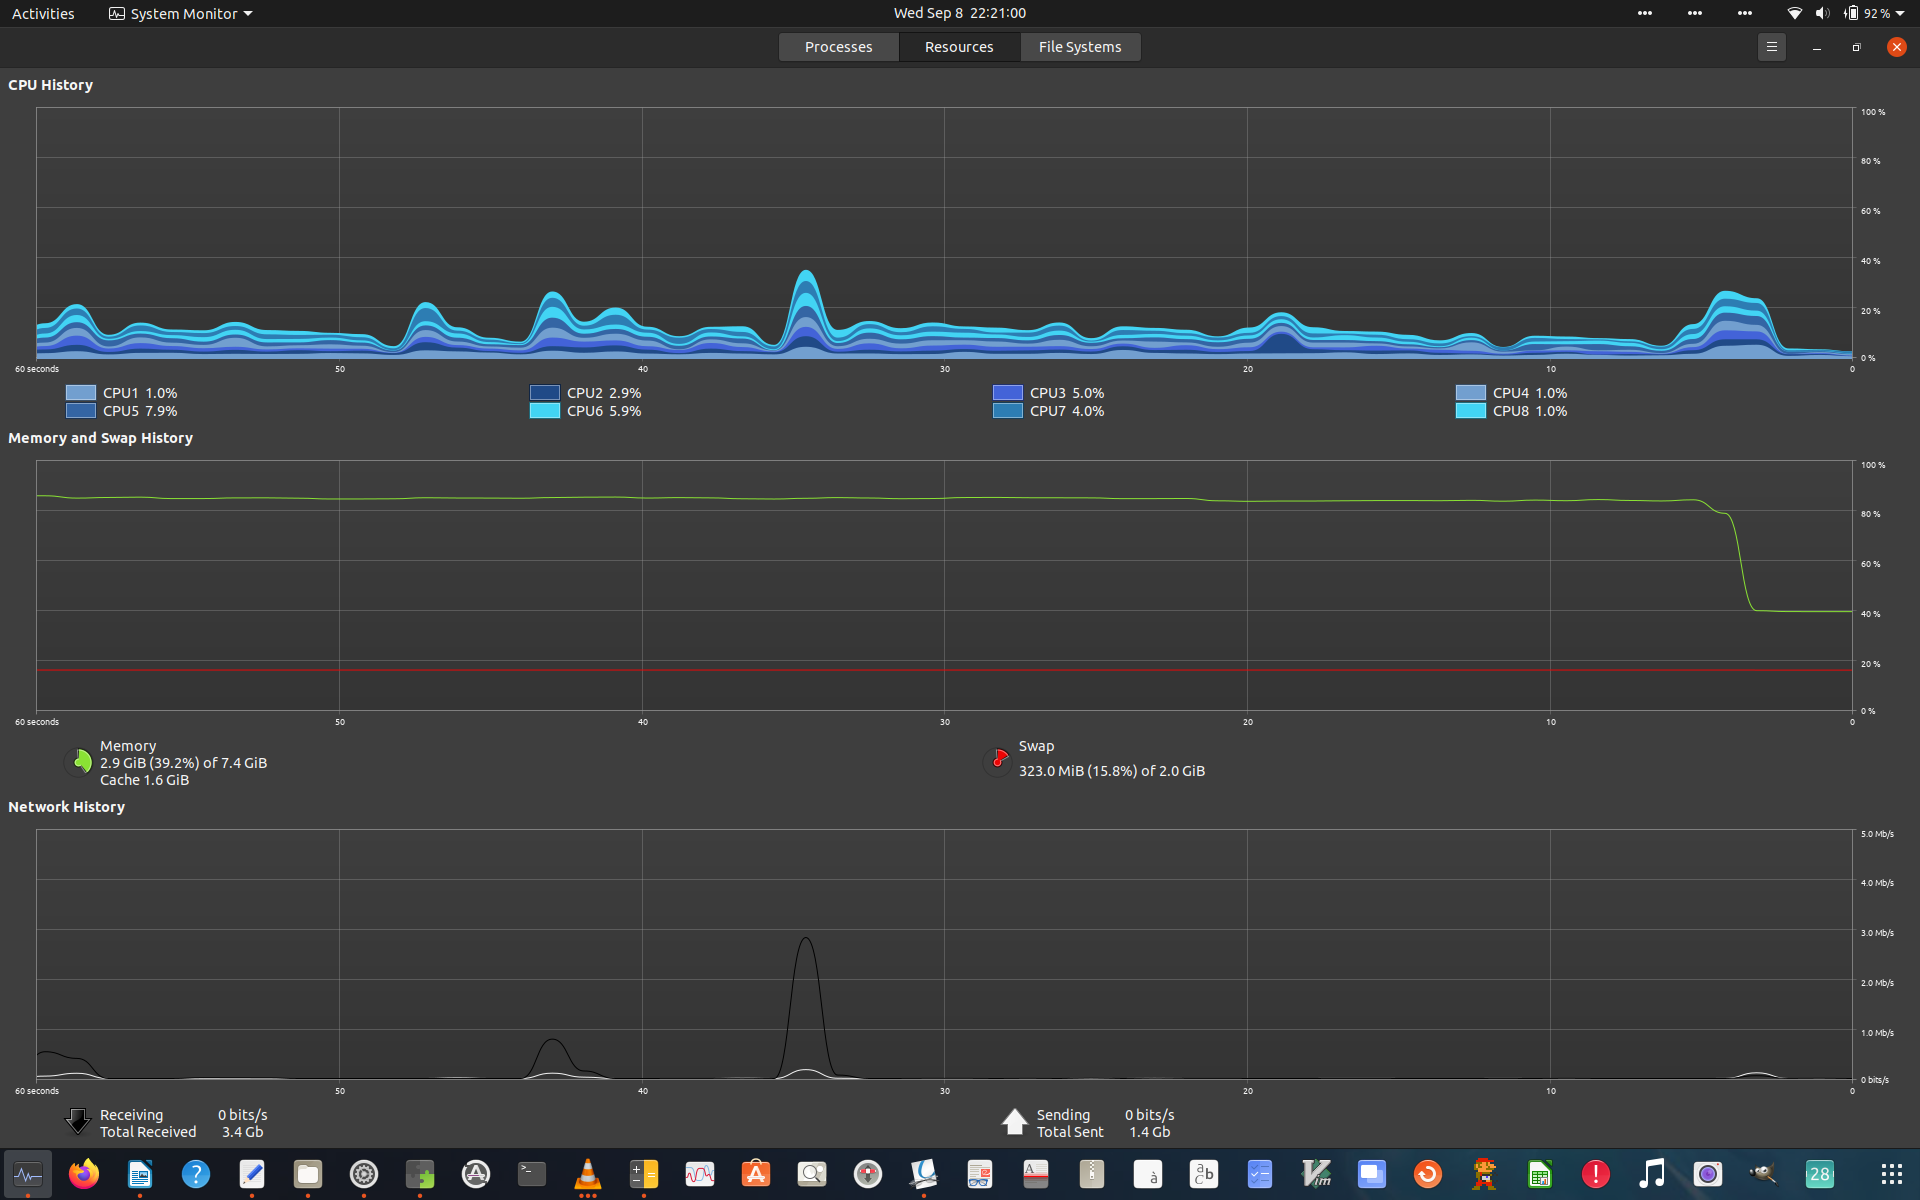 Activities System Monitor Wed Sep 8 22:21:00 92 %
Processes Resources File Systems
CPU History
100 %
80 %
60 %
40 %
20 %
0 %
60 seconds 50 40 30 20 10 0
CPU1 1.0% CPU2 2.9% CPU3 5.0% CPU4 1.0%
CPU5 7.9% CPU6 5.9% CPU7 4.0% CPU8 1.0%
Memory and Swap History
100 %
80 %
60 %
40 %
20 %
0 %
60 seconds 50 40 30 20 10 0
Memory
2.9 GiB (39.2%) of 7.4 GiB
Cache 1.6 GiB
Swap
323.0 MiB (15.8%) of 2.0 GiB
Network History
5.0 Mb/s
4.0 Mb/s
3.0 Mb/s
2.0 Mb/s
1.0 Mb/s
0 bits/s
60 seconds 50 40 30 20 10 0
Receiving 0 bits/s
Total Received 3.4 Gb
Sending 0 bits/s
Total Sent 1.4 Gb
? >_ A à a b c Vim ! 28